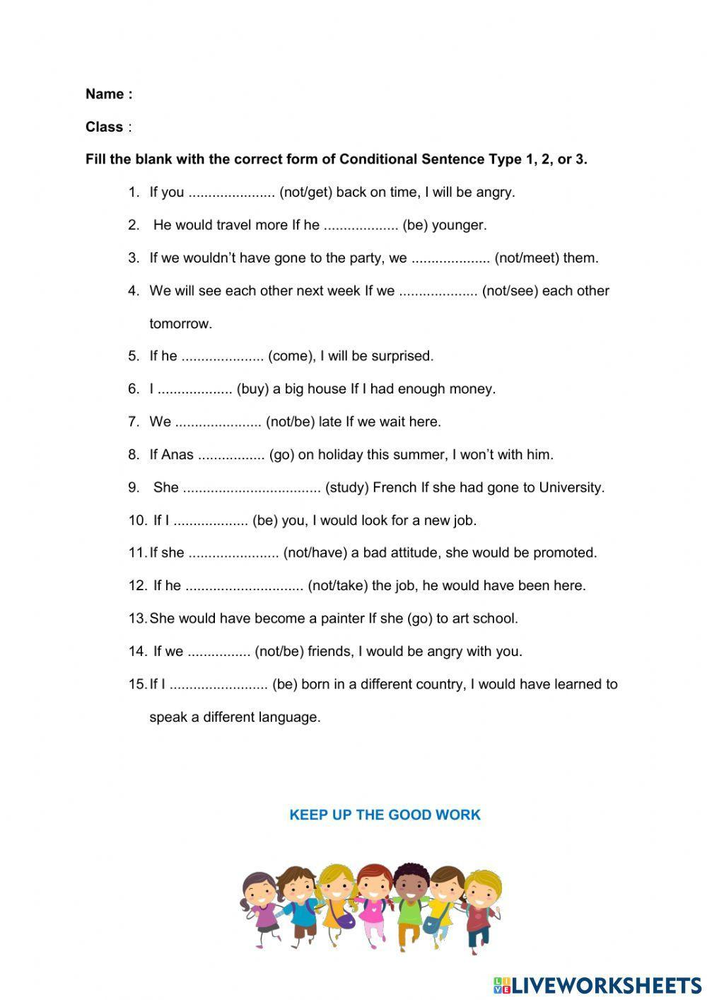 Name :
Class :
Fill the blank with the correct form of Conditional Sentence Type 1, 2, or 3.
1. If you ...................... (not/get) back on time, I will be angry.
2. He would travel more If he ................... (be) younger.
3. If we wouldn't have gone to the party, we .................... (not/meet) them.
4. We will see each other next week If we .................... (not/see) each other
tomorrow.
5. If he ..................... (come), I will be surprised.
6. I ................... (buy) a big house If I had enough money.
7. We ...................... (not/be) late If we wait here.
8. If Anas ................. (go) on holiday this summer, I won't with him.
9. She ................................... (study) French If she had gone to University.
10. If I ................... (be) you, I would look for a new job.
11. If she ....................... (not/have) a bad attitude, she would be promoted.
12. If he .............................. (not/take) the job, he would have been here.
13. She would have become a painter If she (go) to art school.
14. If we ................ (not/be) friends, I would be angry with you.
15. If I ......................... (be) born in a different country, I would have learned to
speak a different language.
KEEP UP THE GOOD WORK
LIVE LIVEWORKSHEETS